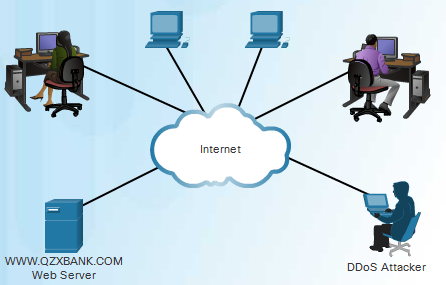 Internet
WWW.QZXBANK.COM
Web Server
DDoS Attacker